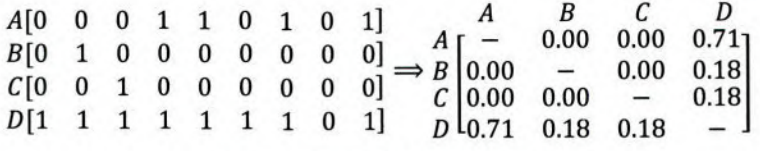 A B C D
A[0 0 0 1 1 0 1 0 1] A [ – 0.00 0.00 0.71 ]
B[0 1 0 0 0 0 0 0 0] ⟹ B 0.00 – 0.00 0.18
C[0 0 1 0 0 0 0 0 0] C 0.00 0.00 – 0.18
D[1 1 1 1 1 1 1 0 1] D 0.71 0.18 0.18 –